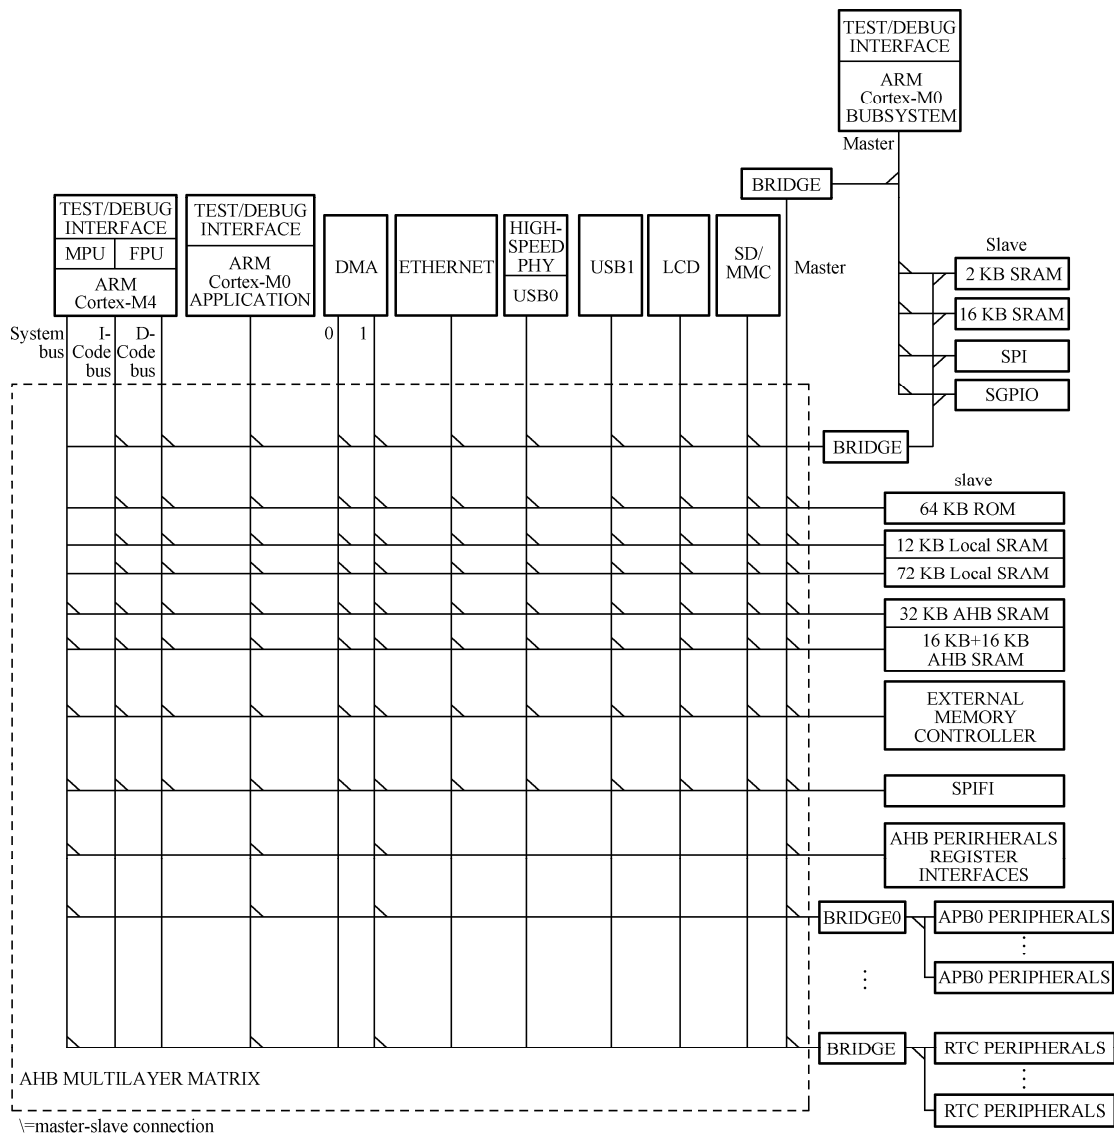 TEST/DEBUG
INTERFACE
ARM
Cortex-M0
BUBSYSTEM
Master
BRIDGE
TEST/DEBUG
INTERFACE
MPU
FPU
ARM
Cortex-M4
TEST/DEBUG
INTERFACE
ARM
Cortex-M0
APPLICATION
DMA
ETHERNET
HIGH-
SPEED
PHY
USB0
USB1
LCD
SD/
MMC
Master
Slave
2 KB SRAM
16 KB SRAM
SPI
SGPIO
System
bus
I-
Code
bus
D-
Code
bus
0
1
BRIDGE
slave
64 KB ROM
12 KB Local SRAM
72 KB Local SRAM
32 KB AHB SRAM
16 KB+16 KB
AHB SRAM
EXTERNAL
MEMORY
CONTROLLER
SPIFI
AHB PERIRHERALS
REGISTER
INTERFACES
BRIDGE0
APB0 PERIPHERALS
⋮
APB0 PERIPHERALS
⋮
BRIDGE
RTC PERIPHERALS
⋮
RTC PERIPHERALS
AHB MULTILAYER MATRIX
\=master-slave connection